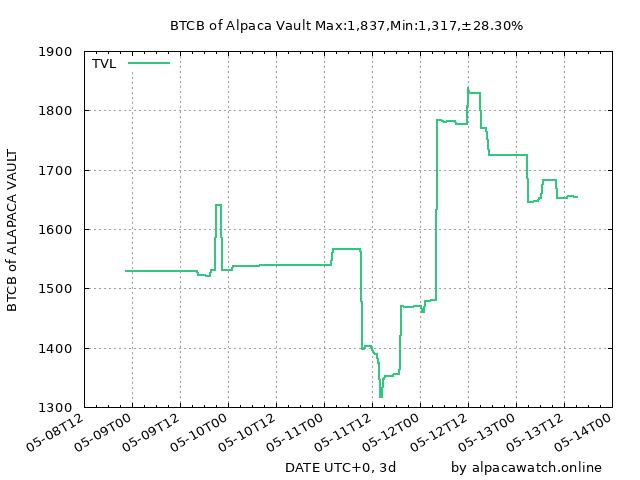 BTCB of Alpaca Vault Max:1,837,Min:1,317,±28.30%
TVL
BTCB of ALAPACA VAULT
1900
1800
1700
1600
1500
1400
1300
05-08T12
05-09T00
05-09T12
05-10T00
05-10T12
05-11T00
05-11T12
05-12T00
05-12T12
05-13T00
05-13T12
05-14T00
DATE UTC+0, 3d
by alpacawatch.online